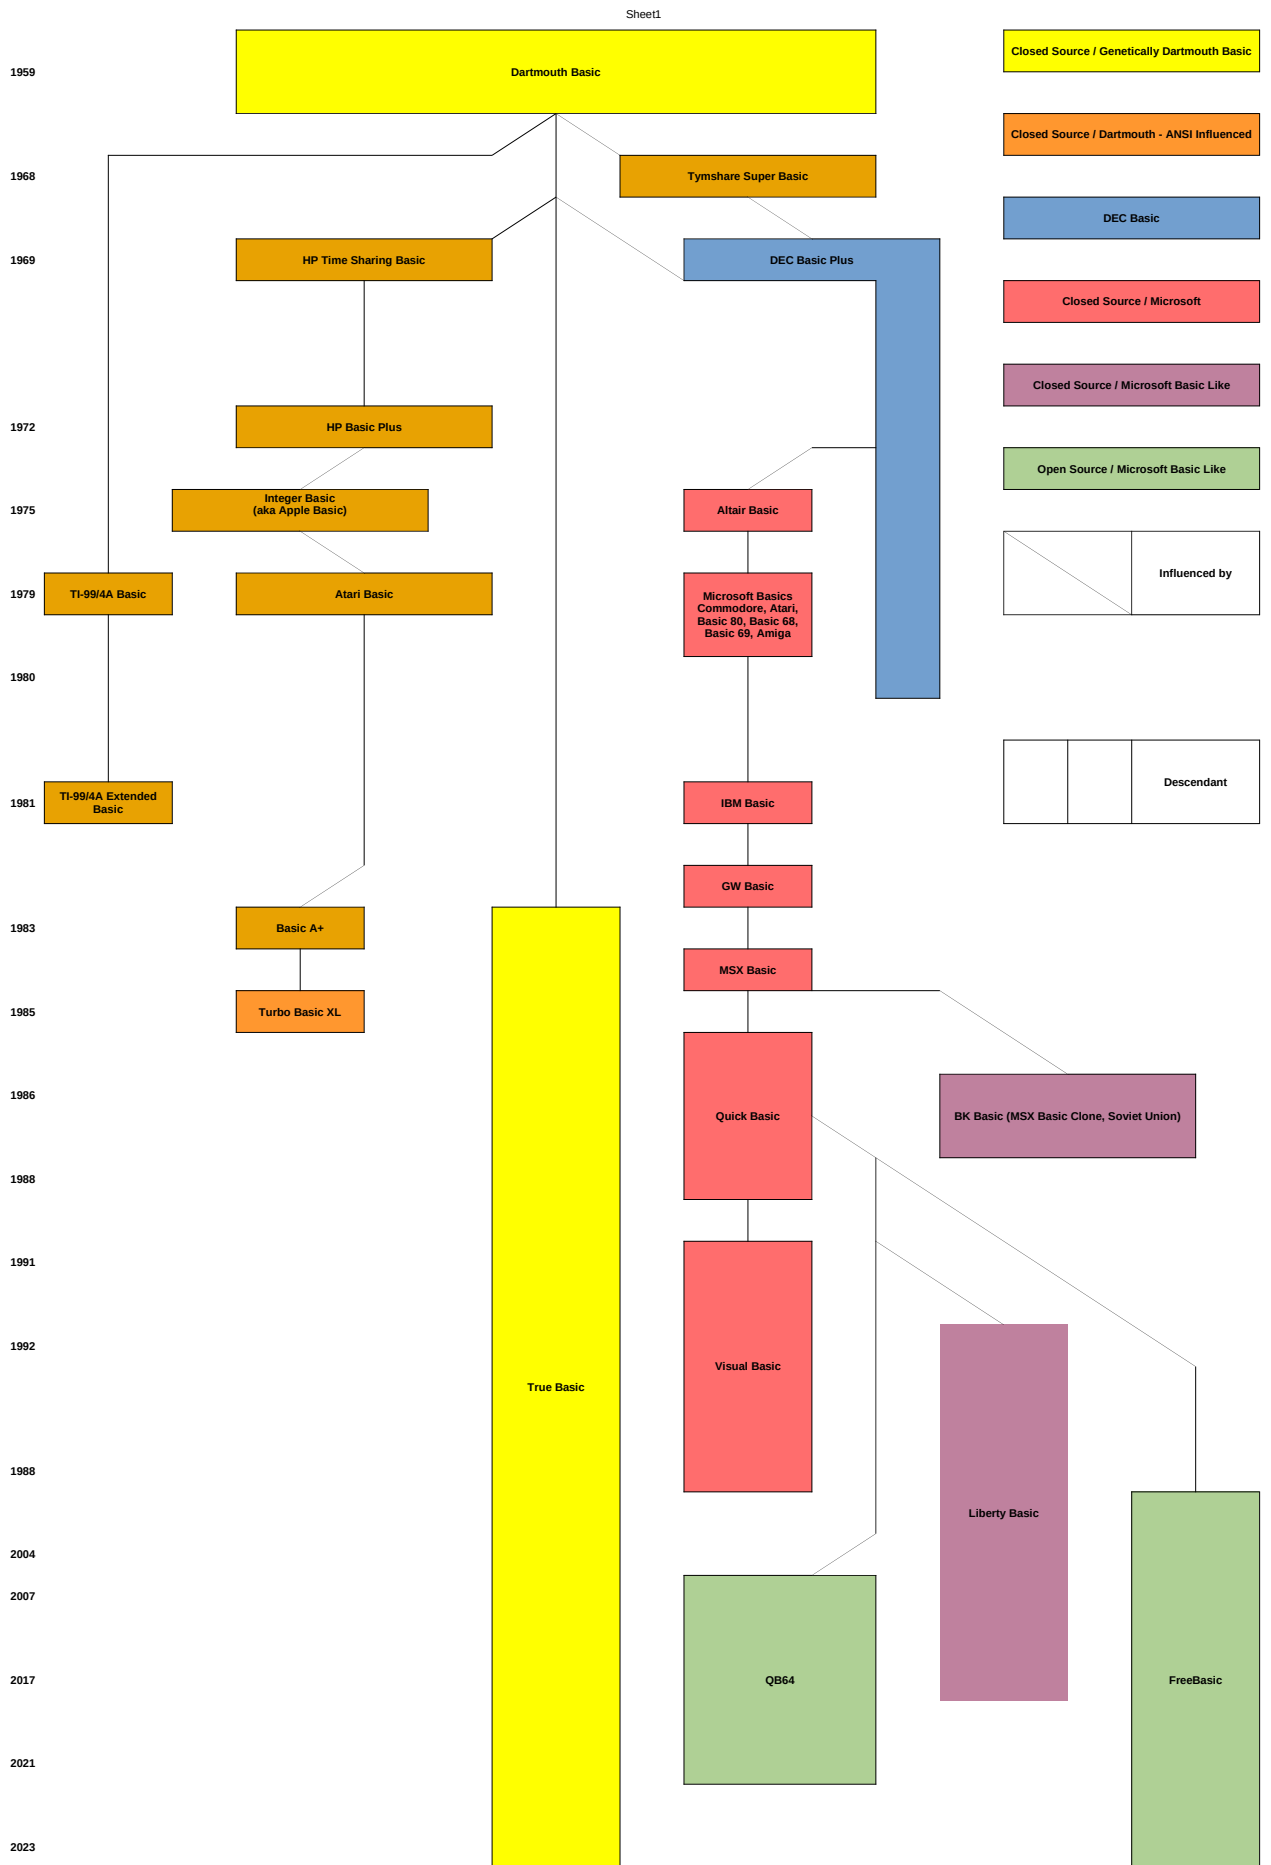 Sheet1
1959
Dartmouth Basic
Closed Source / Genetically Dartmouth Basic
Closed Source / Dartmouth - ANSI Influenced
1968
Tymshare Super Basic
DEC Basic
1969
HP Time Sharing Basic
DEC Basic Plus
Closed Source / Microsoft
Closed Source / Microsoft Basic Like
1972
HP Basic Plus
Open Source / Microsoft Basic Like
1975
Integer Basic
(aka Apple Basic)
Altair Basic
Influenced by
1979
TI-99/4A Basic
Atari Basic
Microsoft Basics
Commodore, Atari,
Basic 80, Basic 68,
Basic 69, Amiga
1980
Descendant
1981
TI-99/4A Extended
Basic
IBM Basic
GW Basic
1983
Basic A+
MSX Basic
1985
Turbo Basic XL
1986
Quick Basic
BK Basic (MSX Basic Clone, Soviet Union)
1988
1991
1992
Visual Basic
True Basic
1988
Liberty Basic
2004
2007
2017
QB64
FreeBasic
2021
2023